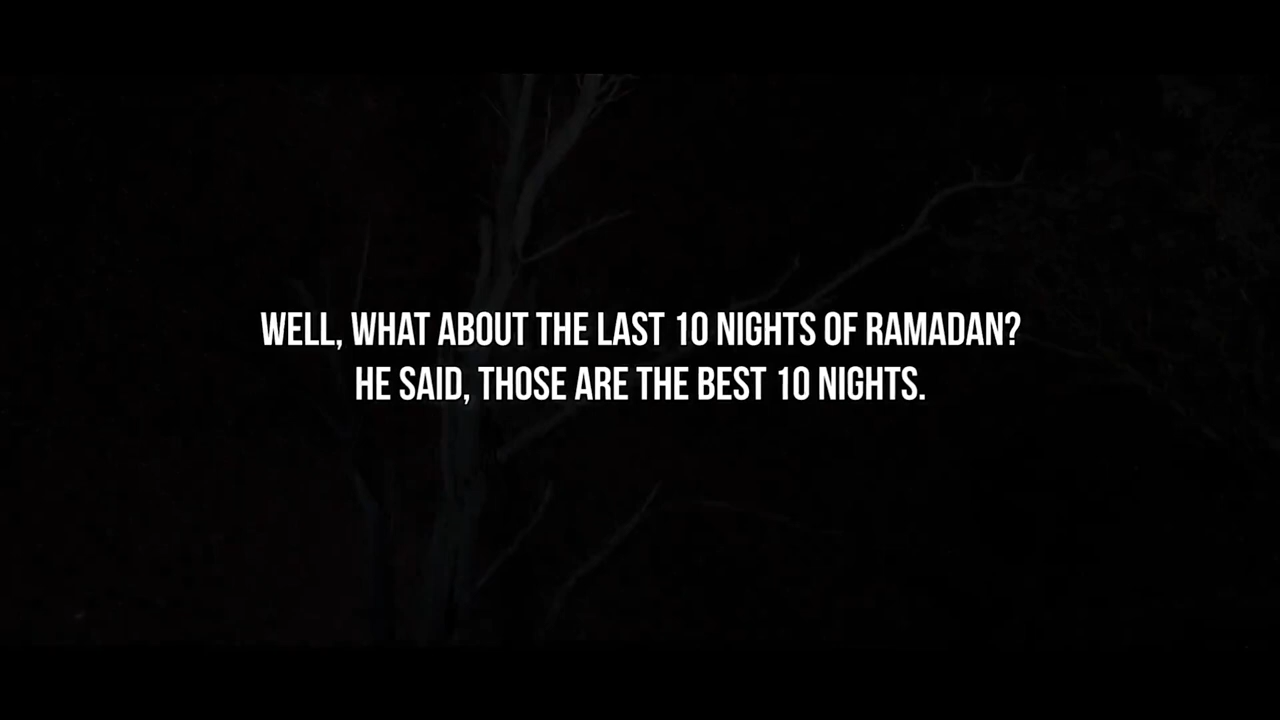 WELL, WHAT ABOUT THE LAST 10 NIGHTS OF RAMADAN?
HE SAID, THOSE ARE THE BEST 10 NIGHTS.